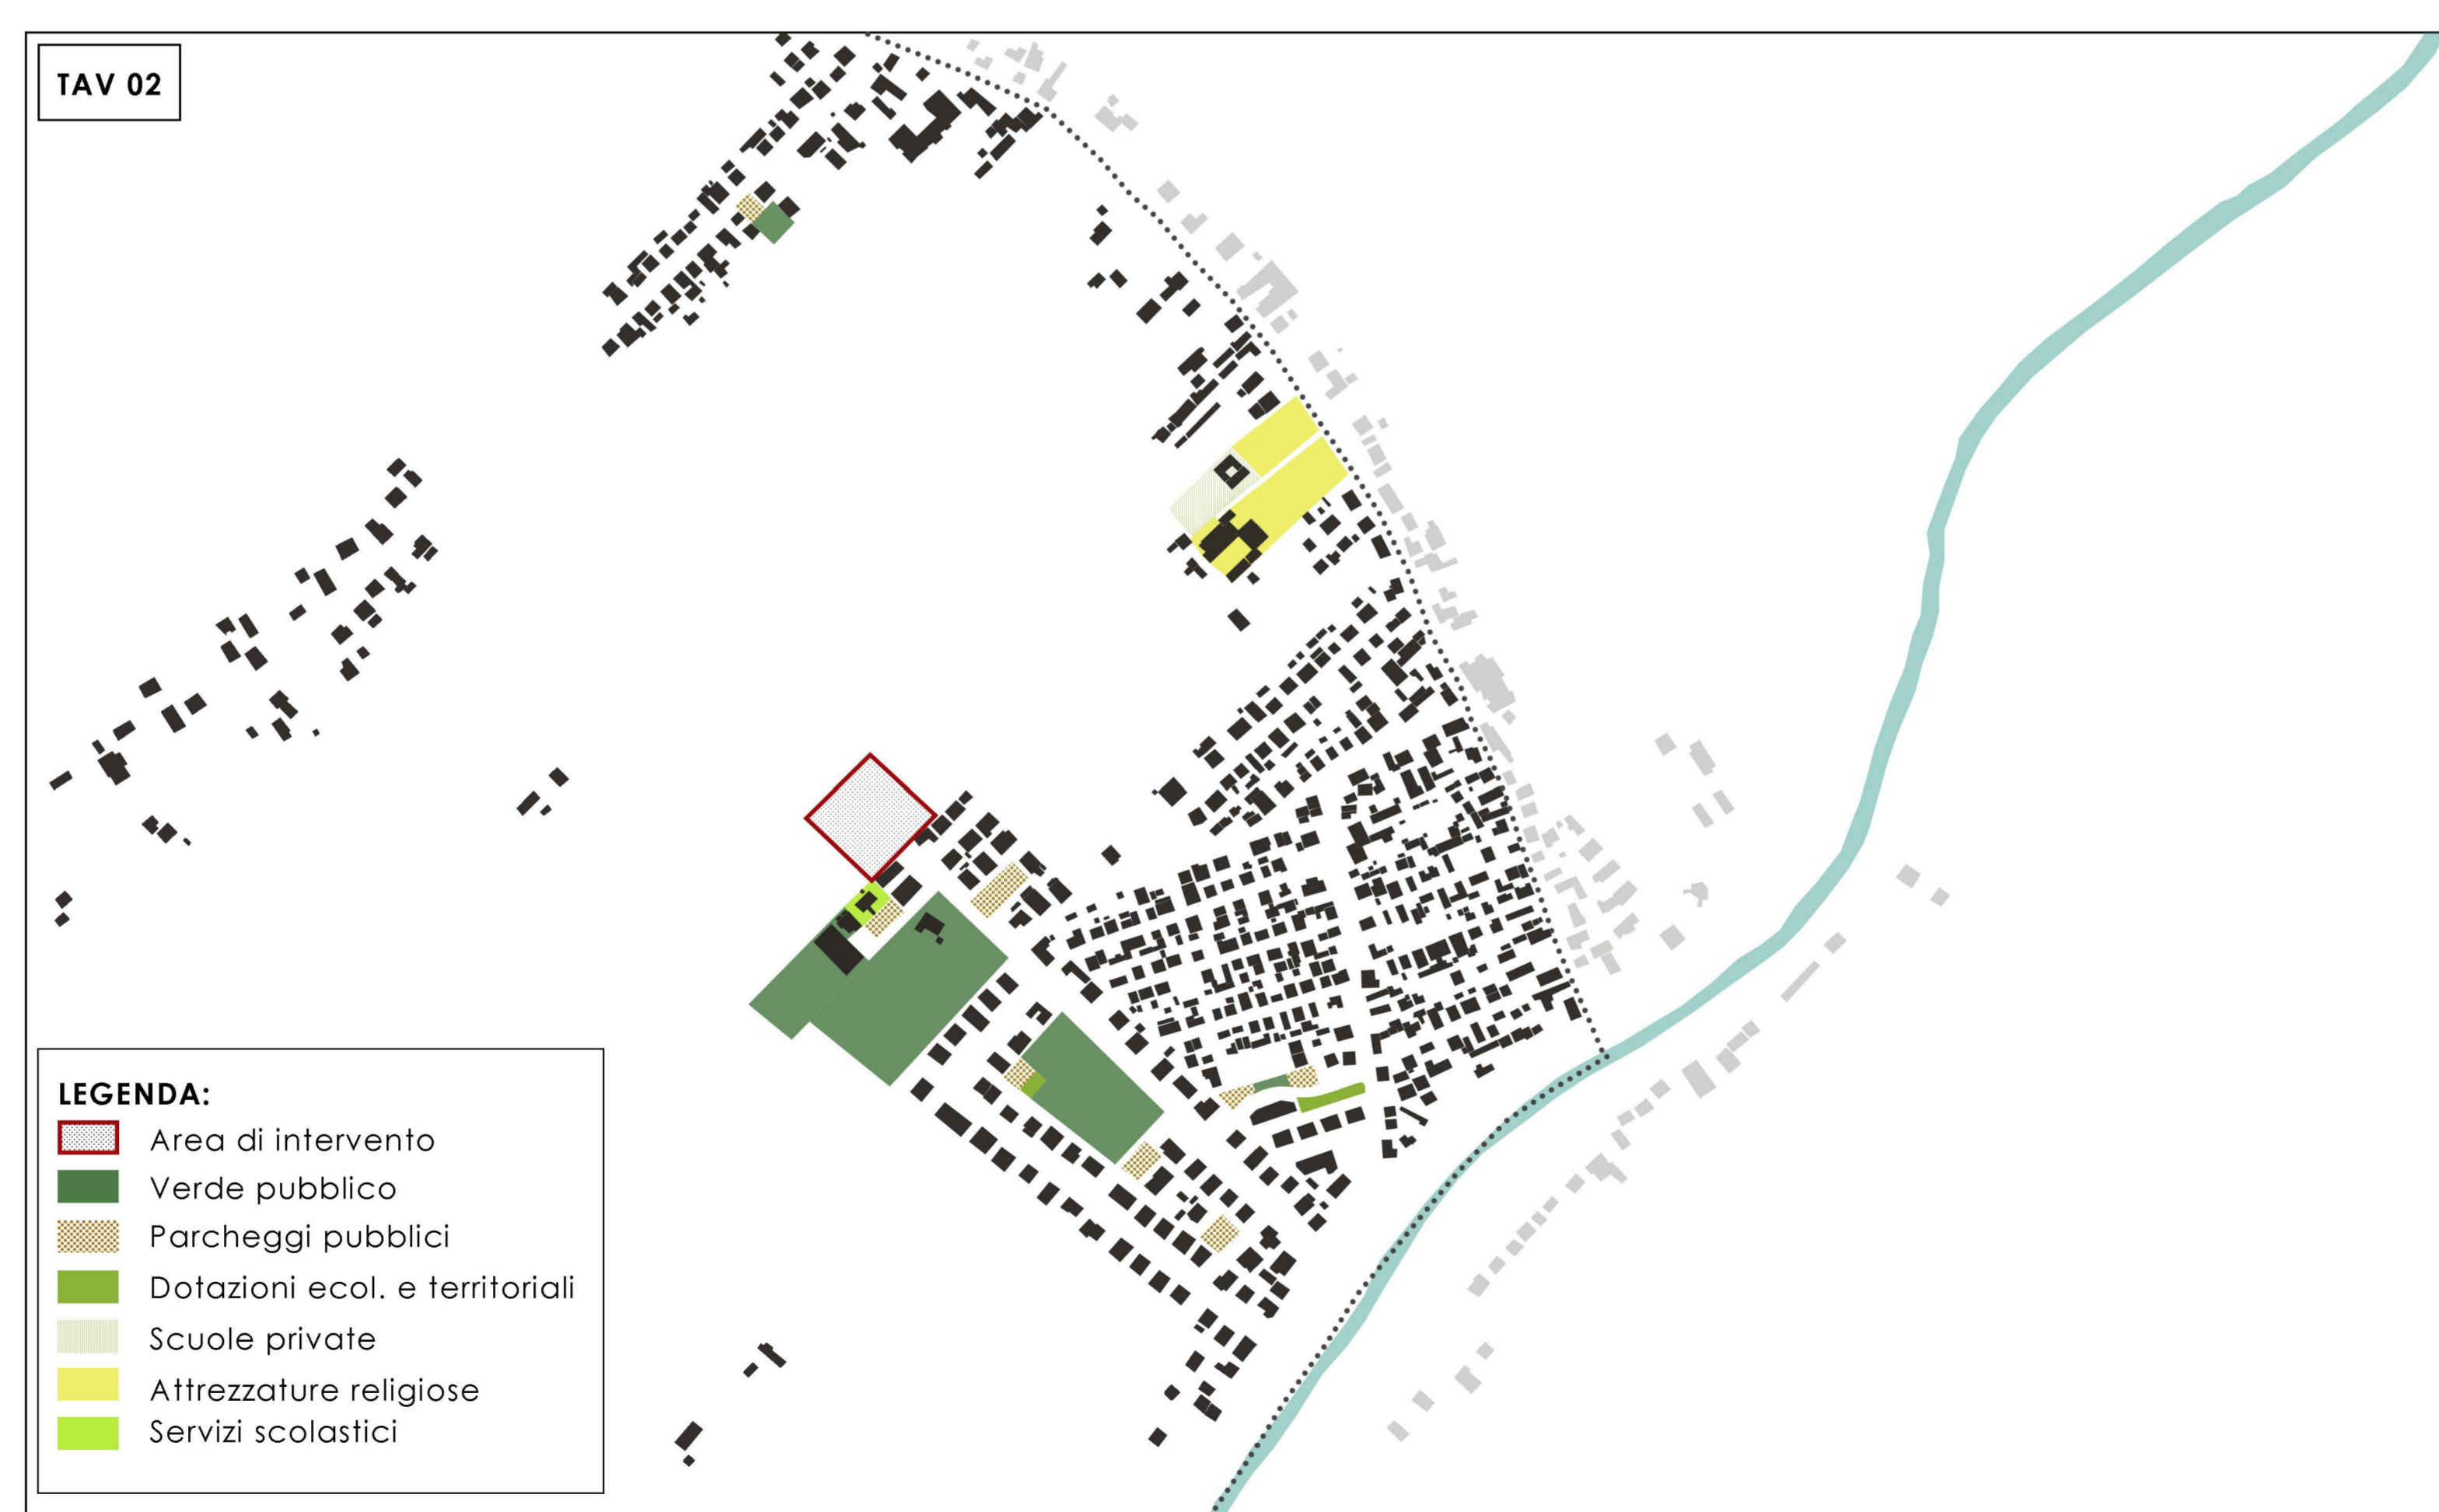 TAV 02
LEGENDA:
Area di intervento
Verde pubblico
Parcheggi pubblici
Dotazioni ecol. e territoriali
Scuole private
Attrezzature religiose
Servizi scolastici